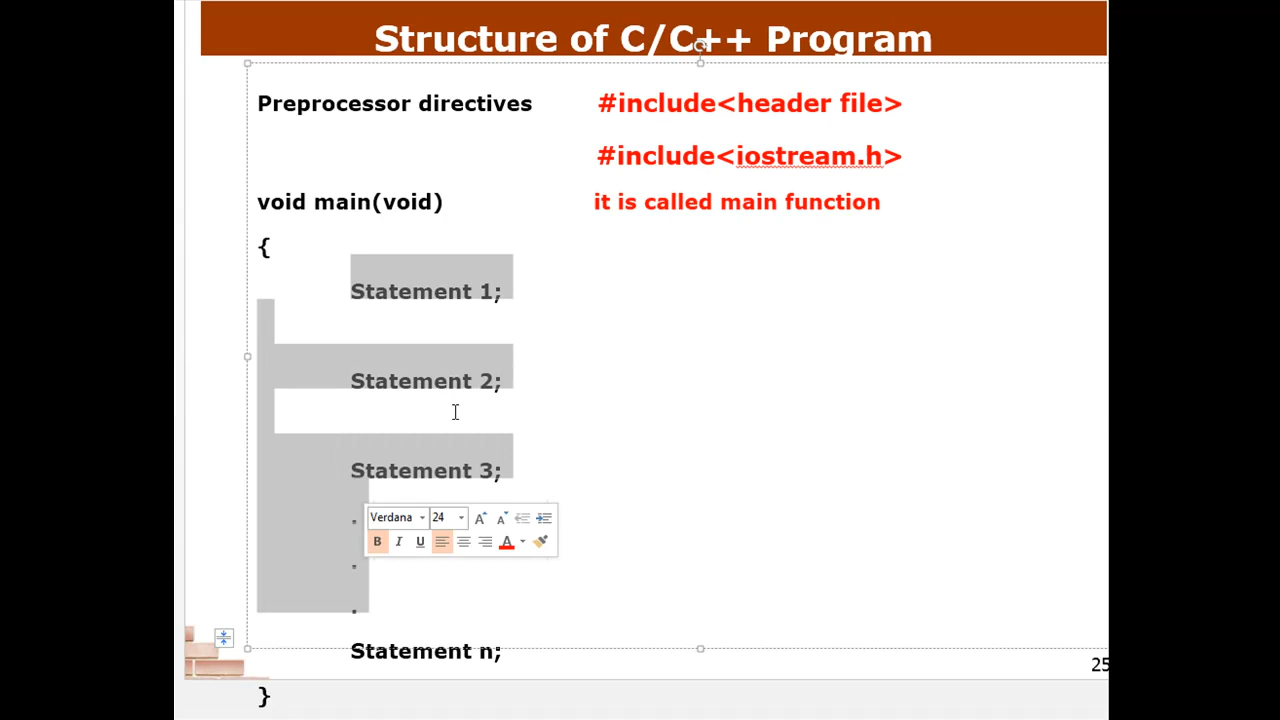 Structure of C/C++ Program
Preprocessor directives #include<header file>
#include<iostream.h>
void main(void) it is called main function
{
Statement 1;
Statement 2;
Statement 3;
.
Verdana 24 A A
B I U A
.
.
Statement n;
25
}